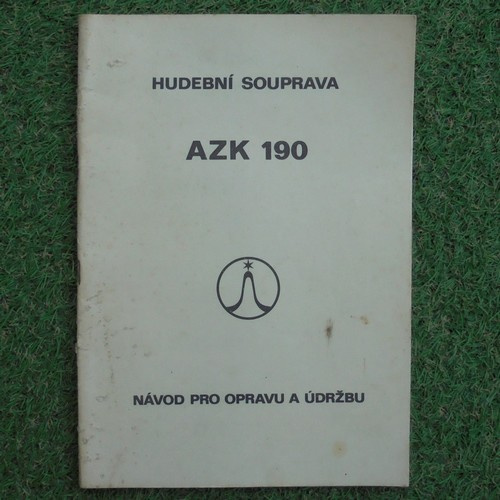 HUDEBNÍ SOUPRAVA
AZK 190
NÁVOD PRO OPRAVU A ÚDRŽBU